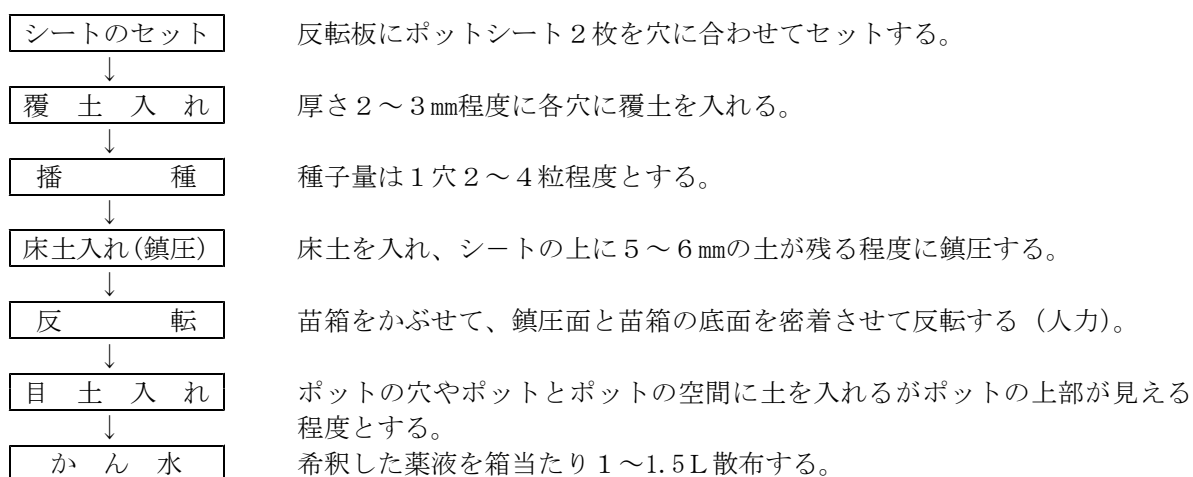 シートのセット 反転板にポットシート２枚を穴に合わせてセットする。
↓
覆土入れ 厚さ２～３㎜程度に各穴に覆土を入れる。
↓
播種 種子量は１穴２～４粒程度とする。
↓
床土入れ(鎮圧) 床土を入れ、シートの上に５～６㎜の土が残る程度に鎮圧する。
↓
反転 苗箱をかぶせて、鎮圧面と苗箱の底面を密着させて反転する（人力）。
↓
目土入れ ポットの穴やポットとポットの空間に土を入れるがポットの上部が見える
↓ 程度とする。
かん水 希釈した薬液を箱当たり１～1.5Ｌ散布する。